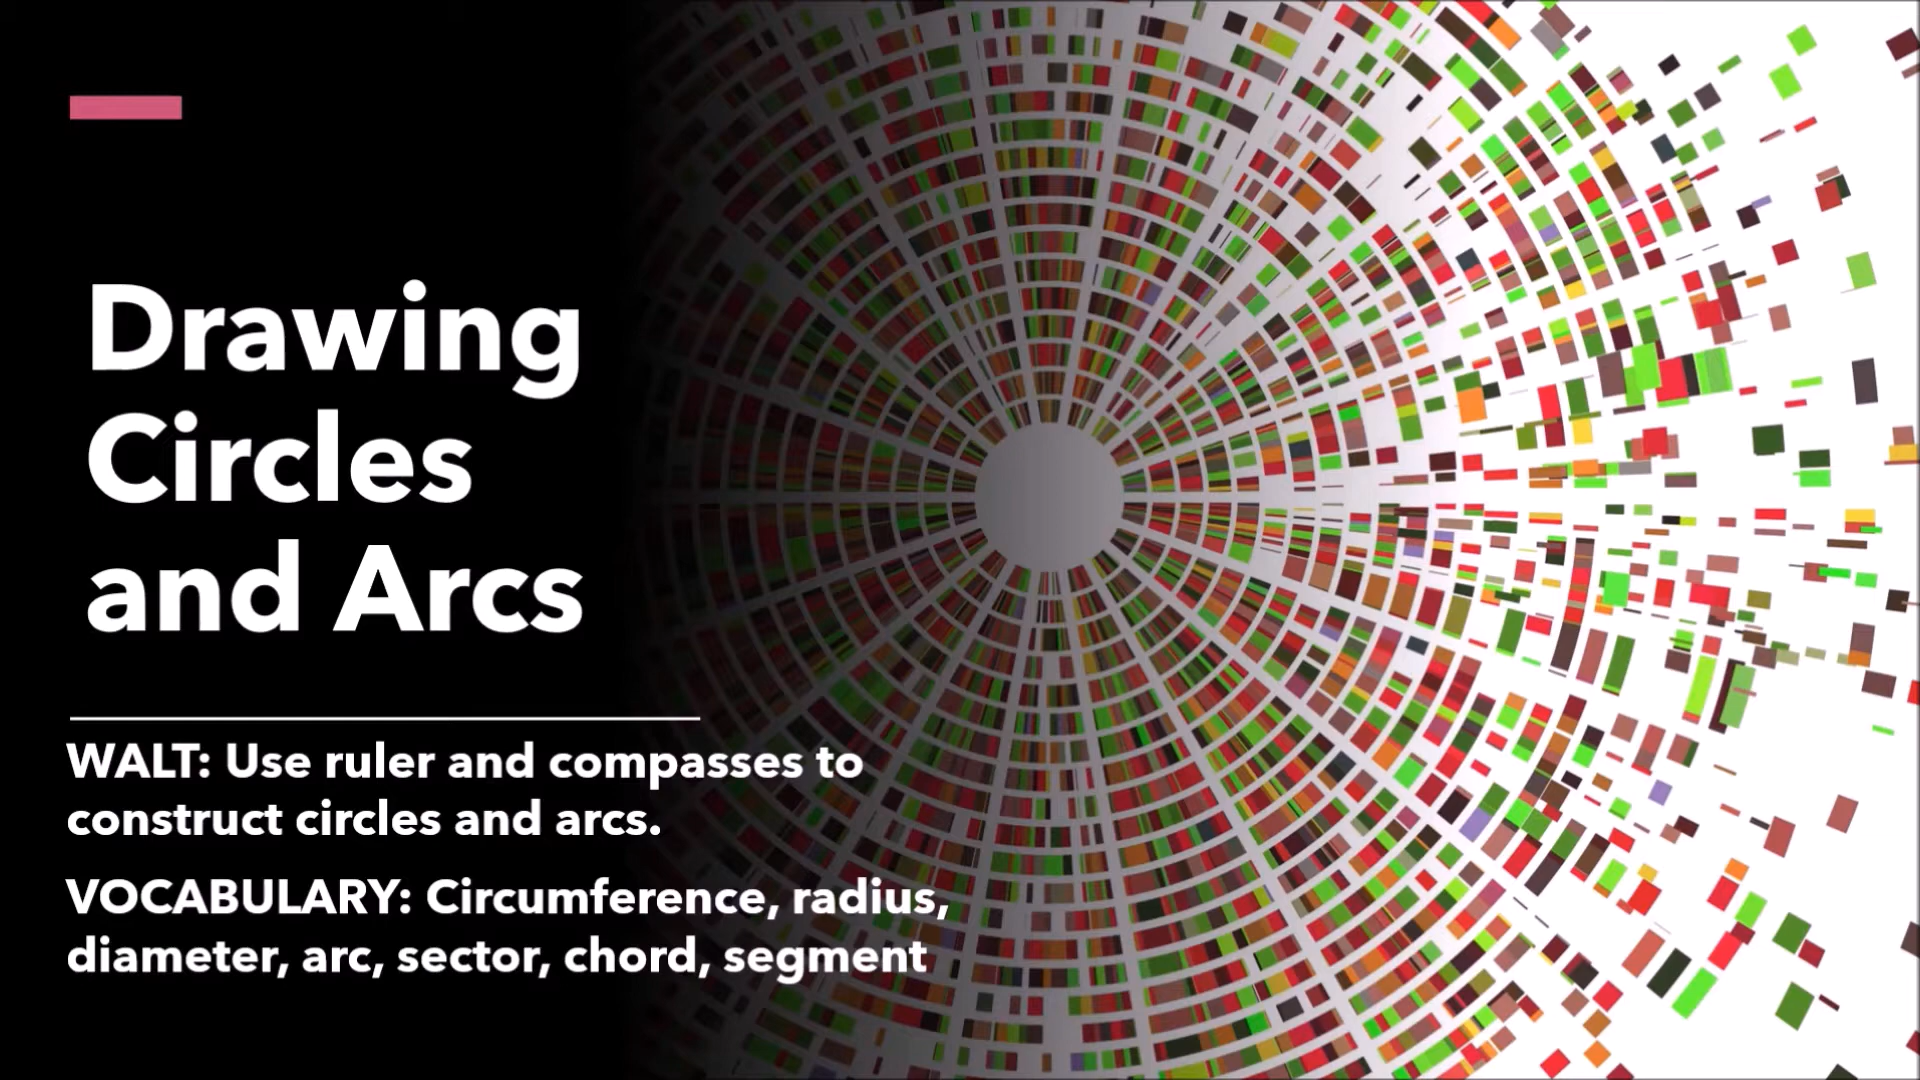 Drawing
Circles
and Arcs
WALT: Use ruler and compasses to
construct circles and arcs.
VOCABULARY: Circumference, radius,
diameter, arc, sector, chord, segment